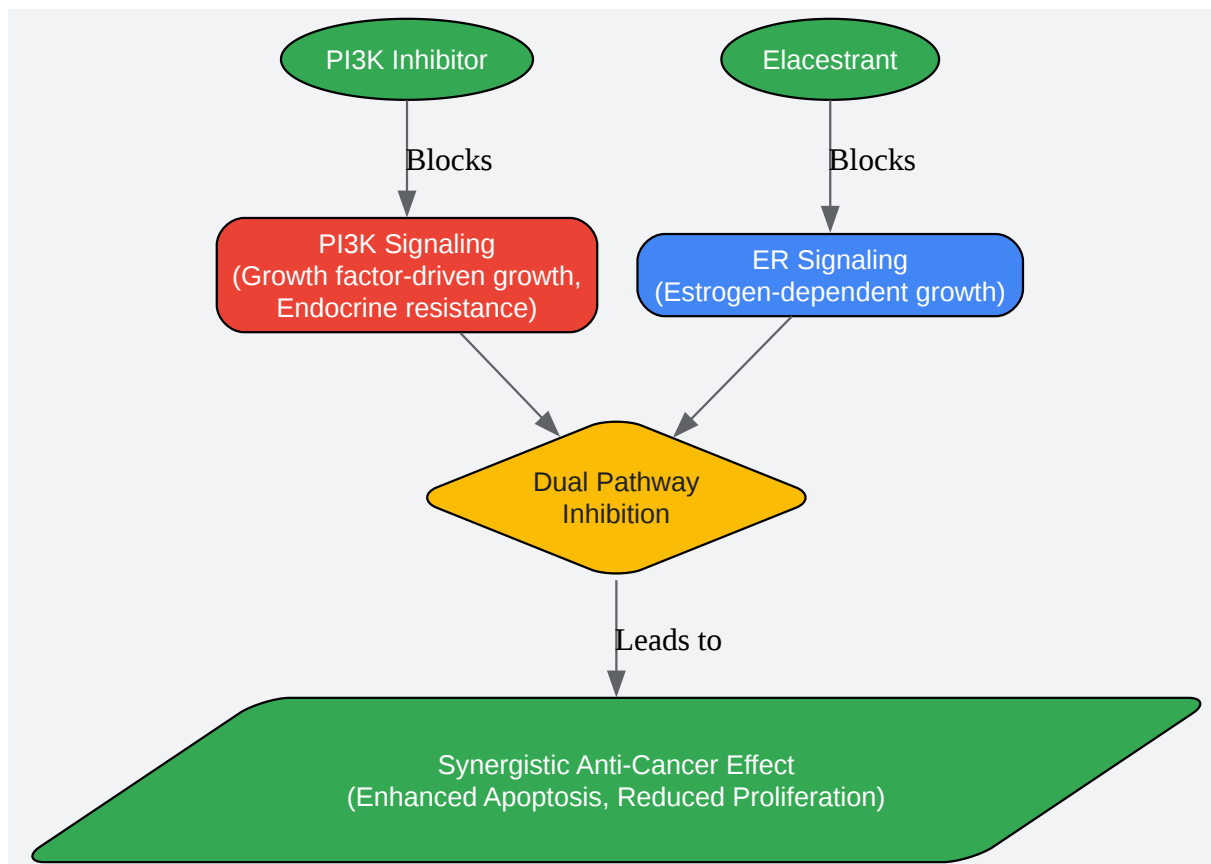 PI3K Inhibitor
Elacestrant
Blocks
Blocks
PI3K Signaling
(Growth factor-driven growth,
Endocrine resistance)
ER Signaling
(Estrogen-dependent growth)
Dual Pathway
Inhibition
Leads to
Synergistic Anti-Cancer Effect
(Enhanced Apoptosis, Reduced Proliferation)